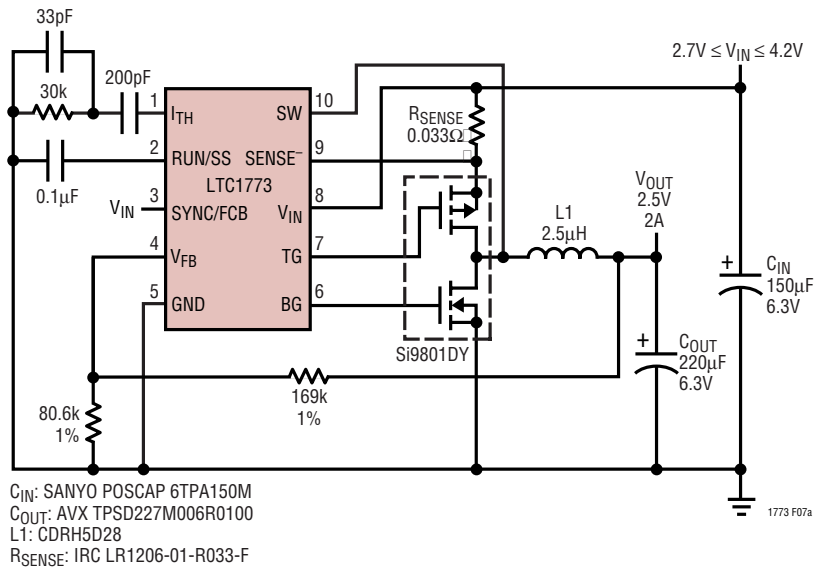 33pF
30k
200pF
2.7V ≤ VIN ≤ 4.2V
1
ITH
SW
10
RSENSE
0.033Ω
2
RUN/SS
SENSE–
9
0.1µF
LTC1773
VIN
3
SYNC/FCB
VIN
8
VOUT
2.5V
2A
L1
2.5µH
4
VFB
TG
7
CIN
150µF
6.3V
5
GND
BG
6
Si9801DY
COUT
220µF
6.3V
169k
1%
80.6k
1%
CIN: SANYO POSCAP 6TPA150M
COUT: AVX TPSD227M006R0100
L1: CDRH5D28
RSENSE: IRC LR1206-01-R033-F
1773 F07a
+
+